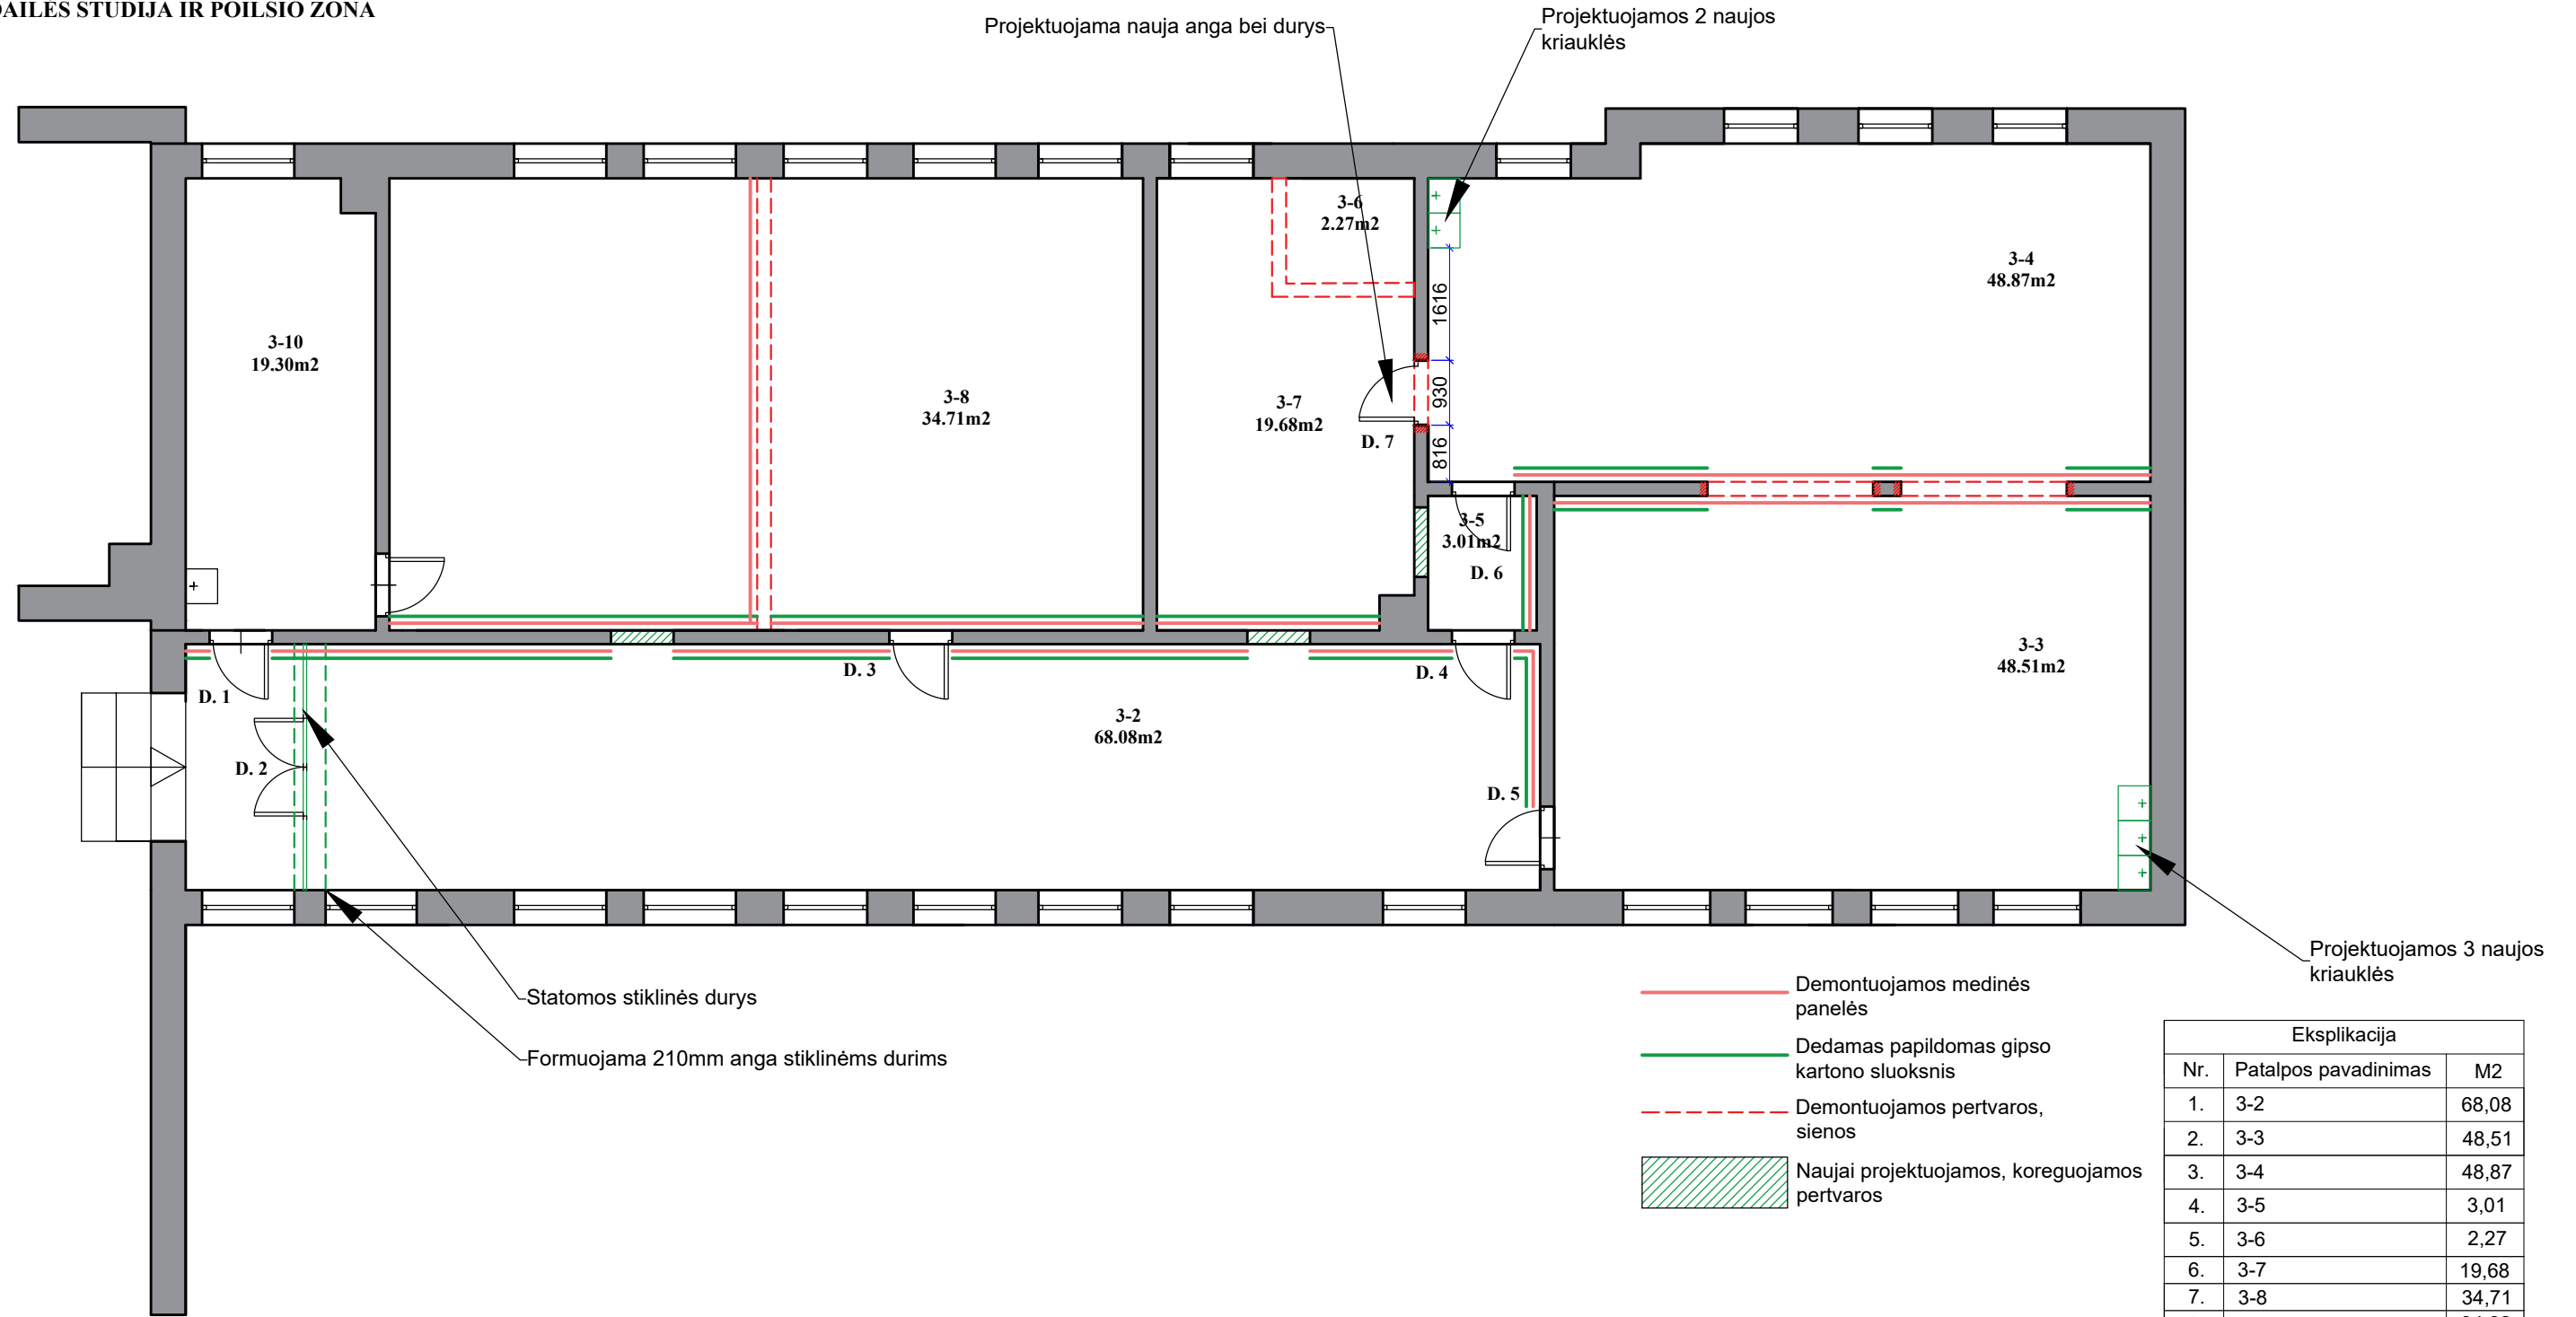 DAILĖS STUDIJA IR POILSIO ZONA
Projektuojama nauja anga bei durys
Projektuojamos 2 naujos
kriauklės
3-6
2.27m2
3-4
48.87m2
1616
3-10
19.30m2
3-8
34.71m2
3-7
19.68m2
930
D. 7
816
3-5
3.01m2
D. 6
D. 1
D. 3
D. 4
3-3
48.51m2
3-2
68.08m2
D. 2
D. 5
Projektuojamos 3 naujos
kriauklės
Statomos stiklinės durys
Formuojama 210mm anga stiklinėms durims
Demontuojamos medinės
panelės
Dedamas papildomas gipso
kartono sluoksnis
Demontuojamos pertvaros,
sienos
Naujai projektuojamos, koreguojamos
pertvaros
Eksplikacija
Nr. Patalpos pavadinimas M2
1. 3-2 68,08
2. 3-3 48,51
3. 3-4 48,87
4. 3-5 3,01
5. 3-6 2,27
6. 3-7 19,68
7. 3-8 34,71